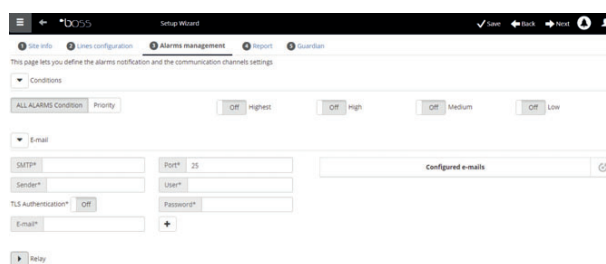 boss Setup Wizard Save Back Next
1 Site info 2 Lines configuration 3 Alarms management 4 Report 5 Guardian
This page lets you define the alarms notification and the communication channels settings
Conditions
ALL ALARMS Condition Priority Off Highest Off High Off Medium Off Low
E-mail
SMTP* Port* 25 Configured e-mails
Sender* User*
TLS Authentication* Off Password*
E-mail* +
Relay